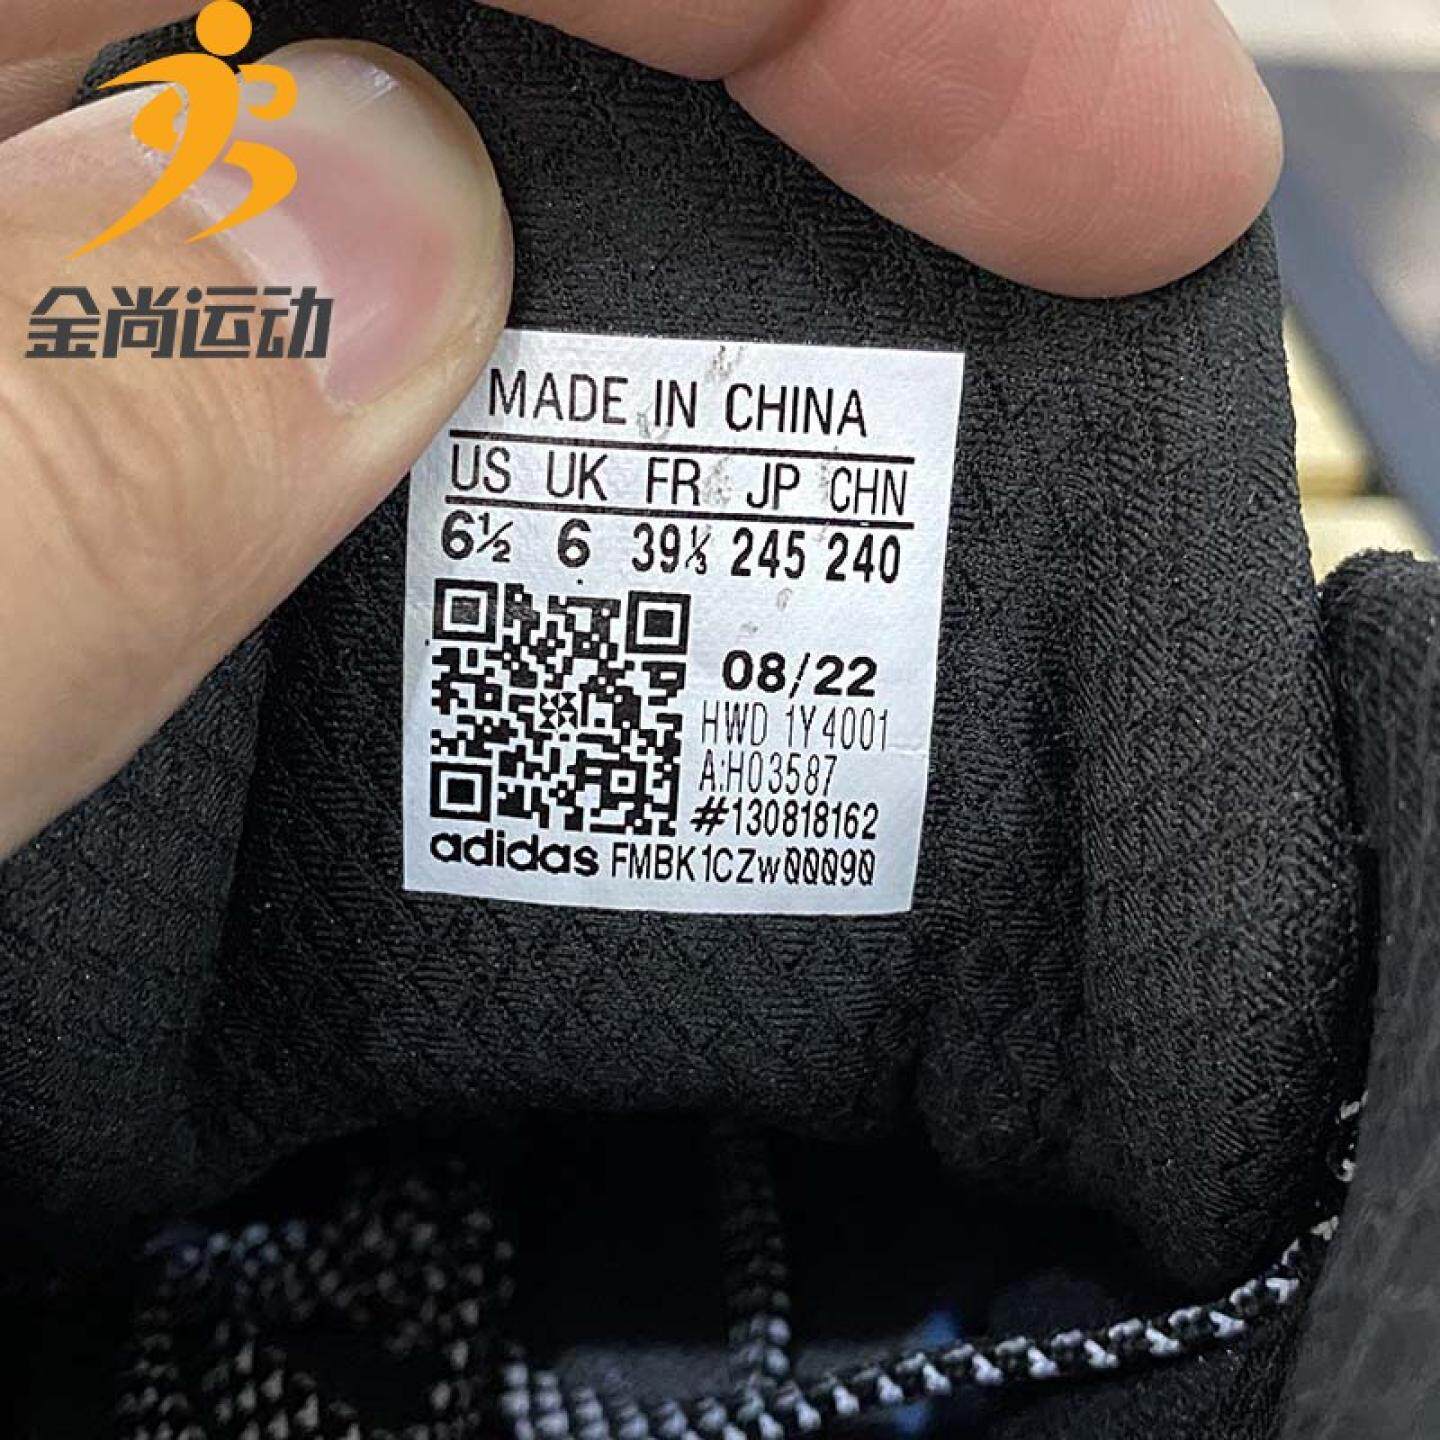 金尚运动
MADE IN CHINA
US UK FR JP CHN
6½ 6 39⅓ 245 240
08/22
HWD 1Y4001
A:H03587
#130818162
adidas FMBK1CZw00090